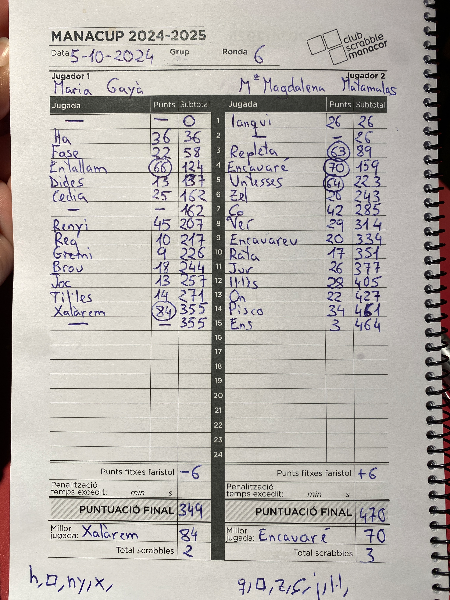 MANACUP 2024-2025
club scrabble manacor
Data 5-10-2024 Grup Ronda 6
Jugador 1 Jugador 2
Maria Gayà Mª Magdalena Matamalas
Jugada Punts Subtotal Jugada Punts Subtotal
— — 0 1 Ianqui 26 26
Ha 36 36 2 — — 26
Fase 22 58 3 Repleta 63 89
Entallam 66 124 4 Encavaré 70 159
Dides 13 137 5 Untesses 64 223
Cedia 25 162 6 Zel 20 243
— — 162 7 Ço 42 285
Renyi 45 207 8 Ver 29 314
Req 10 217 9 Encavareu 20 334
Gremi 9 226 10 Rata 17 351
Brou 18 244 11 Jur 26 377
Joc 13 257 12 28 405
Til·les 14 271 13 On 22 427
Xalarem 84 355 14 Pisco 34 461
— — 355 15 Ens 3 464
16
17
18
19
20
21
22
23
24
Punts fitxes faristol -6 Punts fitxes faristol +6
Penalització temps excedit: min s Penalització temps excedit: min s
PUNTUACIÓ FINAL 349 PUNTUACIÓ FINAL 470
Millor jugada: Xalarem 84 Millor jugada: Encavaré 70
Total scrabbles 2 Total scrabbles 3
h, □, ny, x, q, □, z, ç, j, l·l,